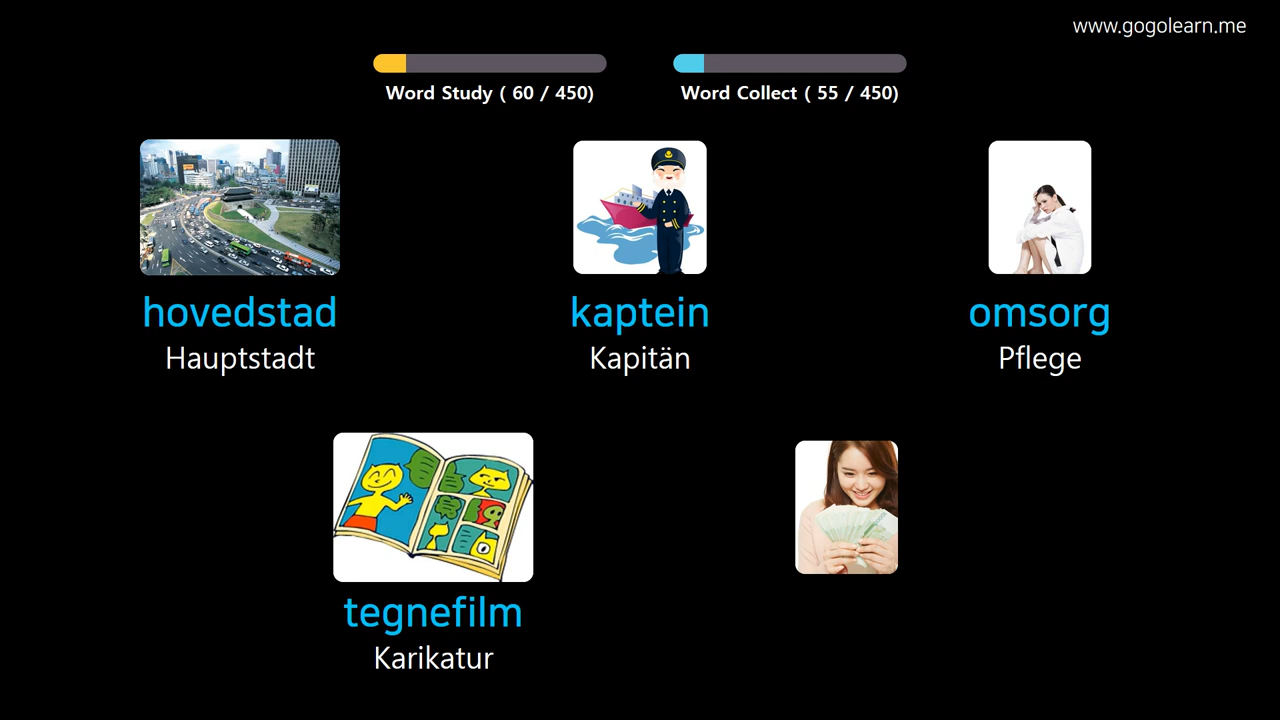 www.gogolearn.me
Word Study ( 60 / 450)
Word Collect ( 55 / 450)
hovedstad
Hauptstadt
kaptein
Kapitän
omsorg
Pflege
tegnefilm
Karikatur